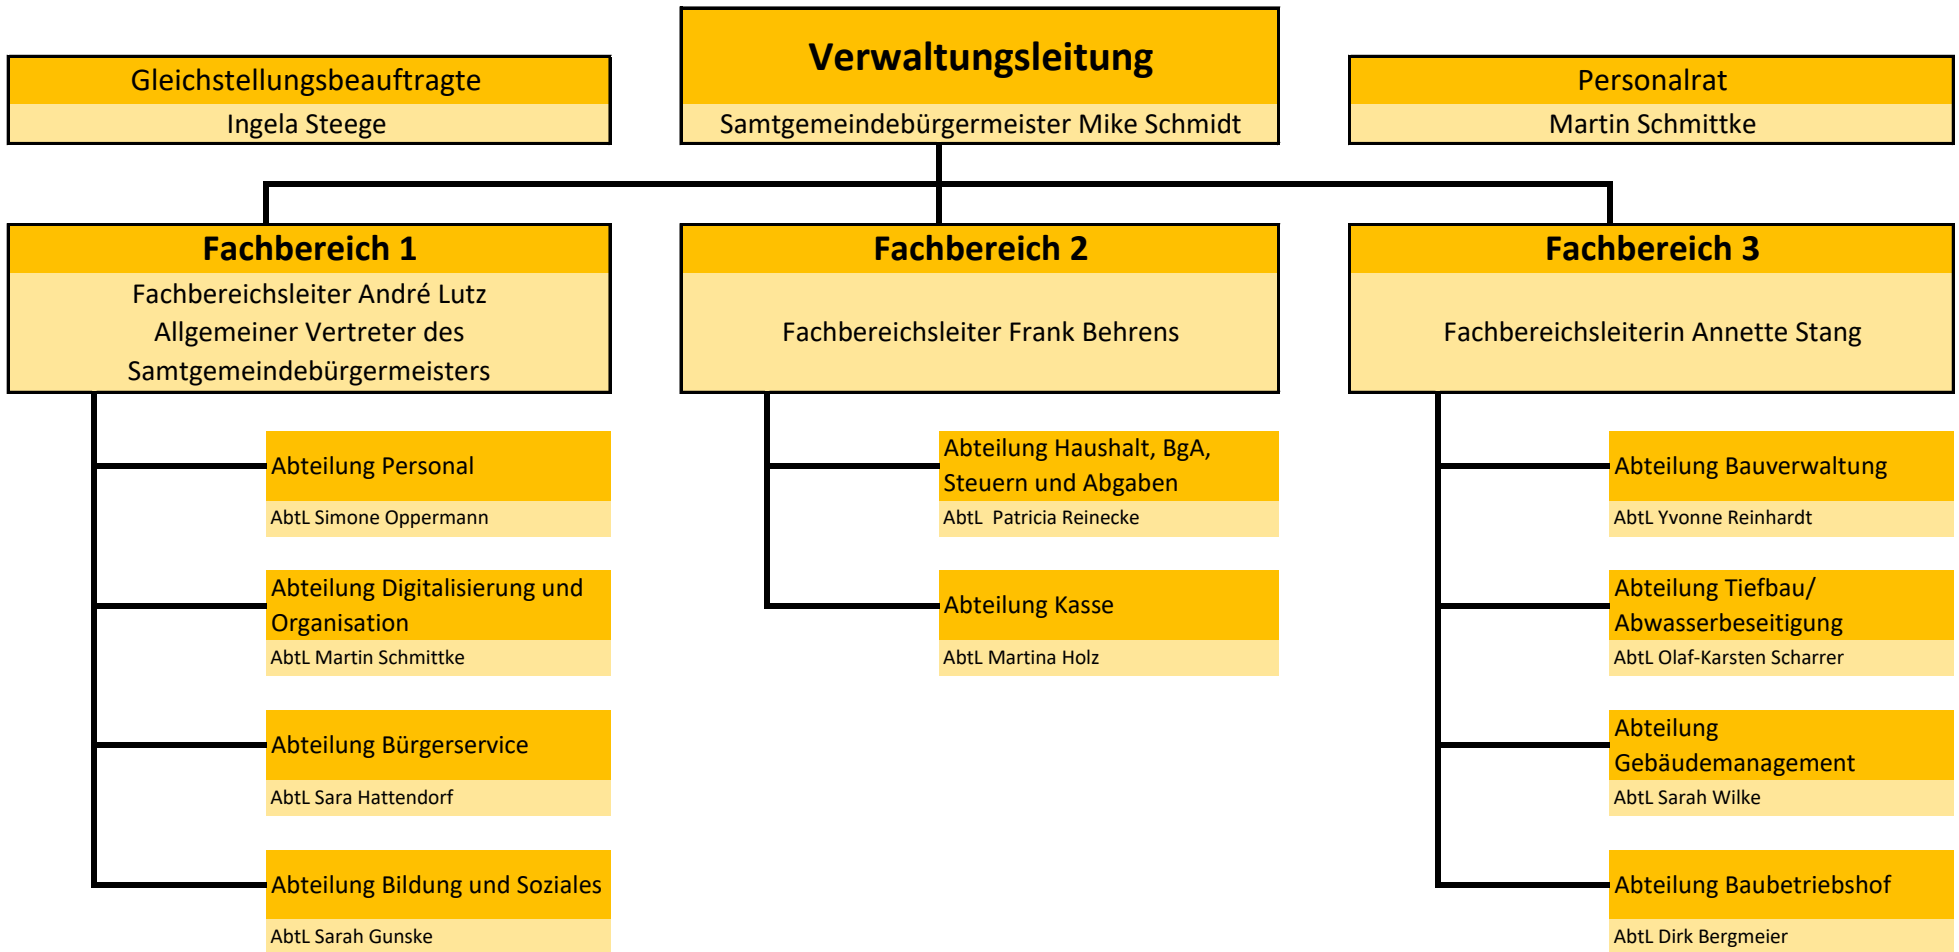 Verwaltungsleitung
Samtgemeindebürgermeister Mike Schmidt
Gleichstellungsbeauftragte
Ingela Steege
Personalrat
Martin Schmittke
Fachbereich 1
Fachbereichsleiter André Lutz
Allgemeiner Vertreter des
Samtgemeindebürgermeisters
Abteilung Personal
AbtL Simone Oppermann
Abteilung Digitalisierung und
Organisation
AbtL Martin Schmittke
Abteilung Bürgerservice
AbtL Sara Hattendorf
Abteilung Bildung und Soziales
AbtL Sarah Gunske
Fachbereich 2
Fachbereichsleiter Frank Behrens
Abteilung Haushalt, BgA,
Steuern und Abgaben
AbtL Patricia Reinecke
Abteilung Kasse
AbtL Martina Holz
Fachbereich 3
Fachbereichsleiterin Annette Stang
Abteilung Bauverwaltung
AbtL Yvonne Reinhardt
Abteilung Tiefbau/
Abwasserbeseitigung
AbtL Olaf-Karsten Scharrer
Abteilung
Gebäudemanagement
AbtL Sarah Wilke
Abteilung Baubetriebshof
AbtL Dirk Bergmeier